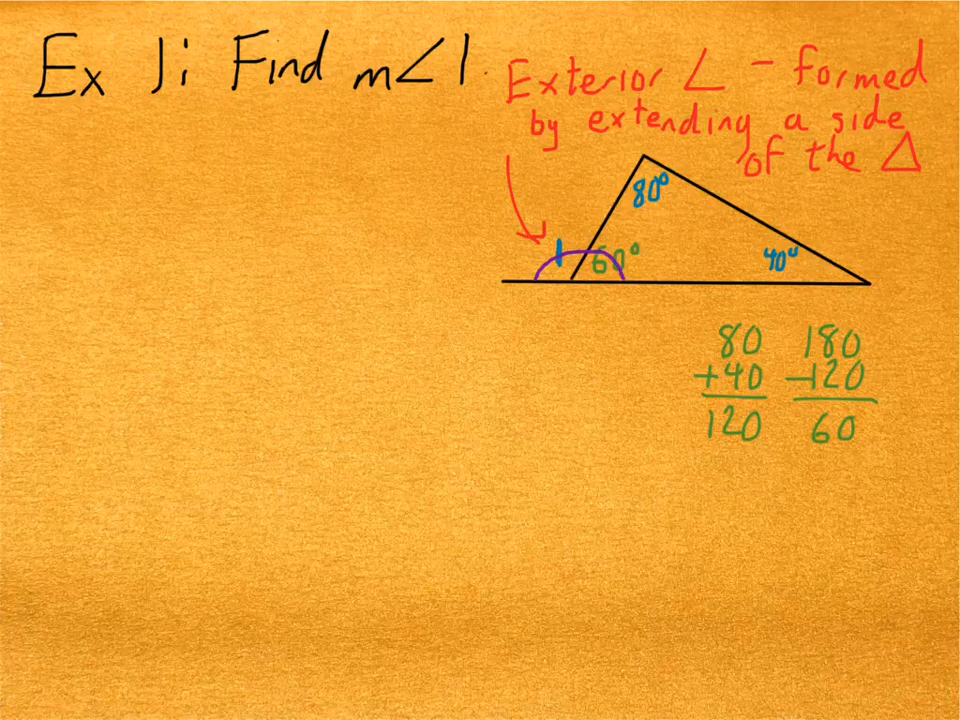 Ex 1: Find m∠1
Exterior ∠ - formed
by extending a side
of the △
80°
1
60°
40°
80 180
+40 -120
120 60